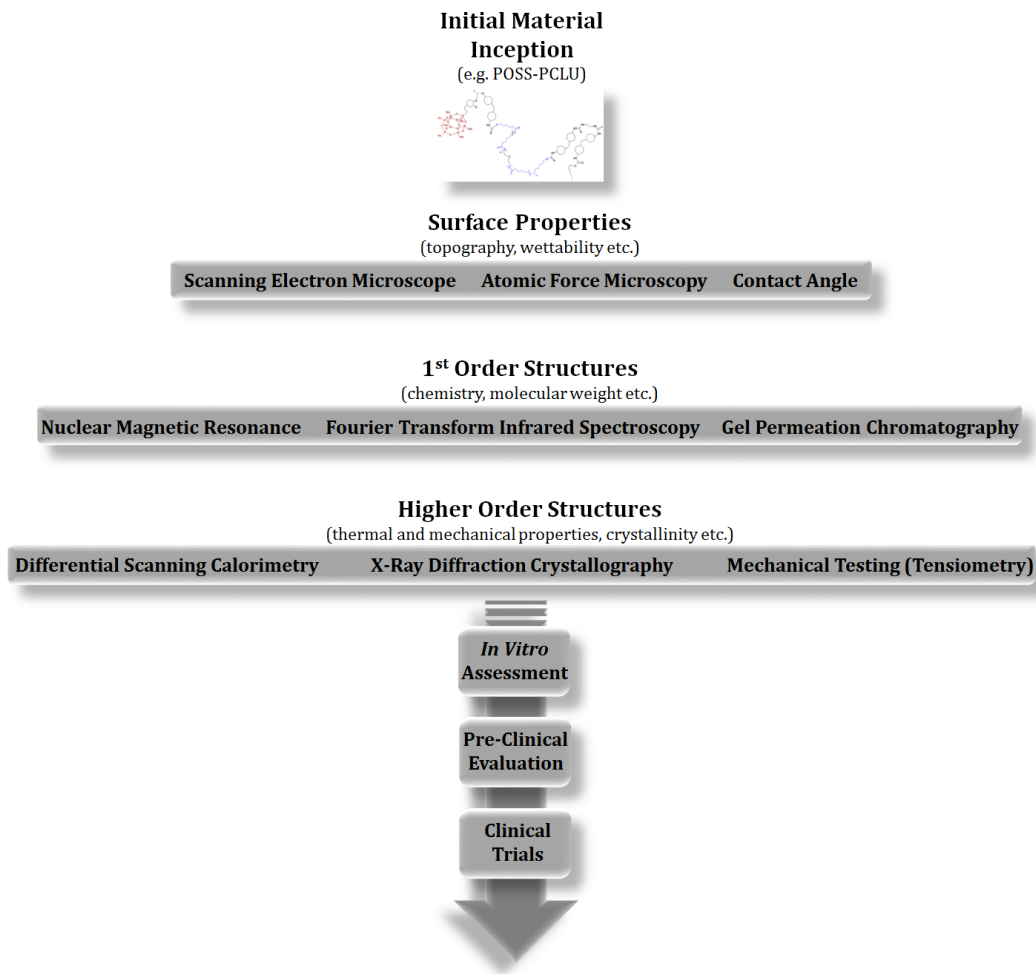 Initial Material
Inception
(e.g. POSS-PCLU)
Surface Properties
(topography, wettability etc.)
Scanning Electron Microscope Atomic Force Microscopy Contact Angle
1st Order Structures
(chemistry, molecular weight etc.)
Nuclear Magnetic Resonance Fourier Transform Infrared Spectroscopy Gel Permeation Chromatography
Higher Order Structures
(thermal and mechanical properties, crystallinity etc.)
Differential Scanning Calorimetry X-Ray Diffraction Crystallography Mechanical Testing (Tensiometry)
In Vitro
Assessment
Pre-Clinical
Evaluation
Clinical
Trials